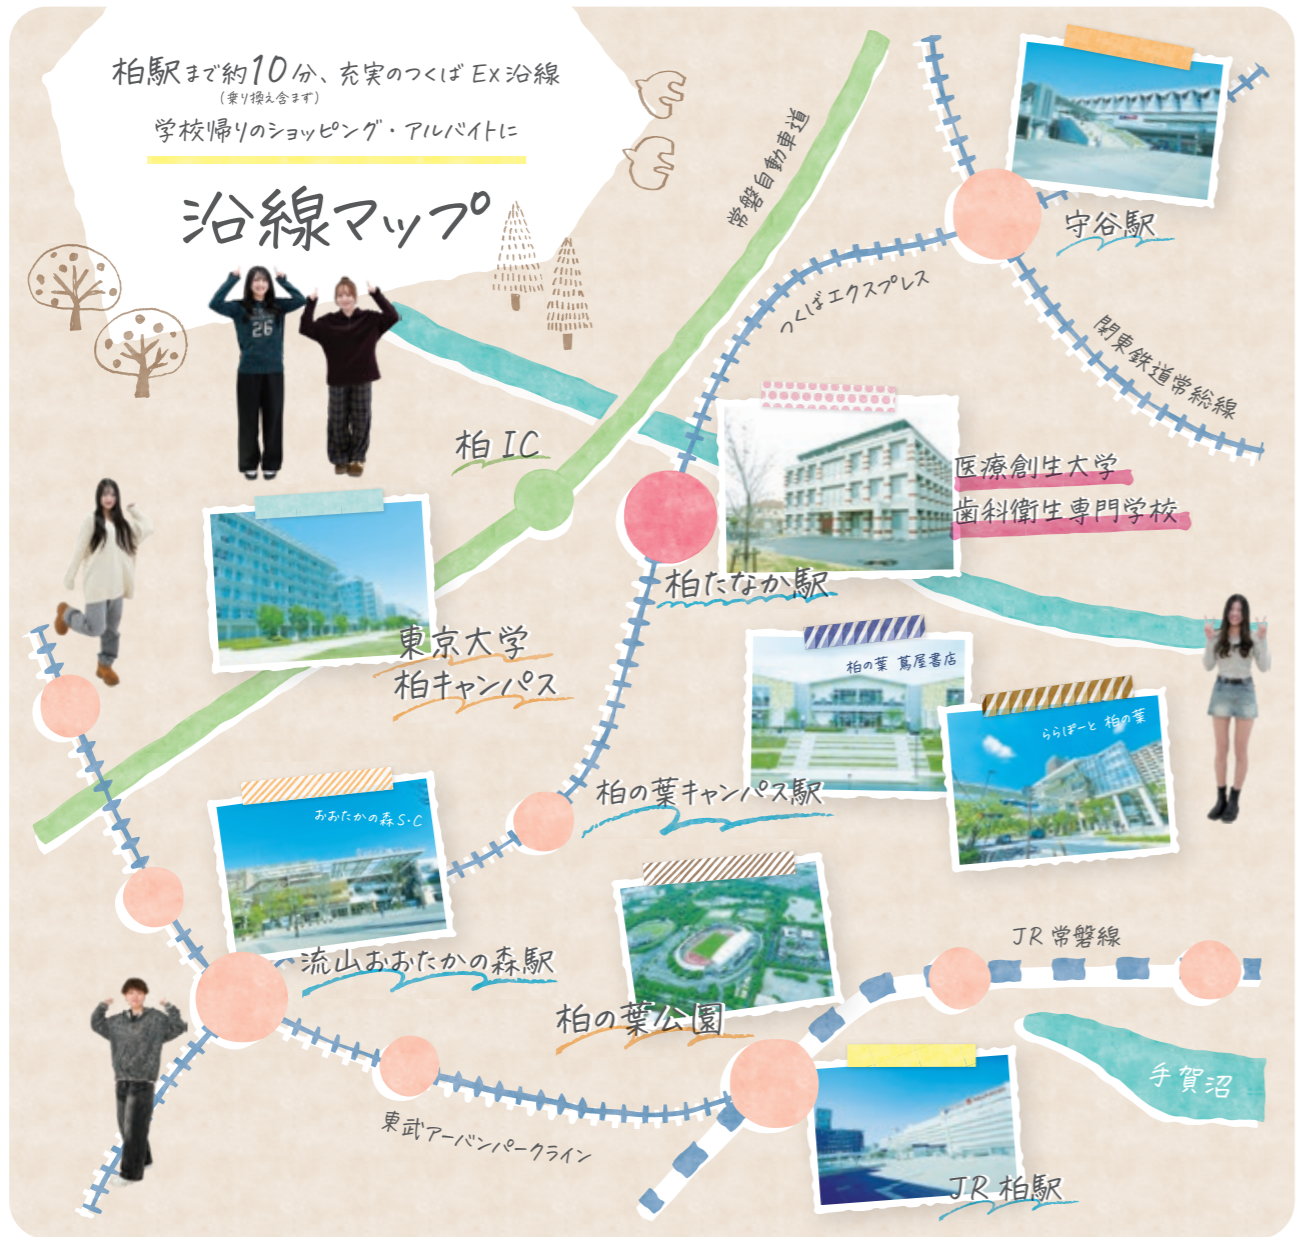 柏駅まで約10分、充実のつくばEx沿線
(乗り換え含まず)
学校帰りのショッピング・アルバイトに
沿線マップ
常磐自動車道
守谷駅
つくばエクスプレス
関東鉄道常総線
柏IC
26
医療創生大学
歯科衛生専門学校
柏たなか駅
東京大学
柏キャンパス
柏の葉 蔦屋書店
ららぽーと 柏の葉
柏の葉キャンパス駅
おおたかの森S・C
流山おおたかの森駅
柏の葉公園
JR常磐線
手賀沼
東武アーバンパークライン
JR柏駅